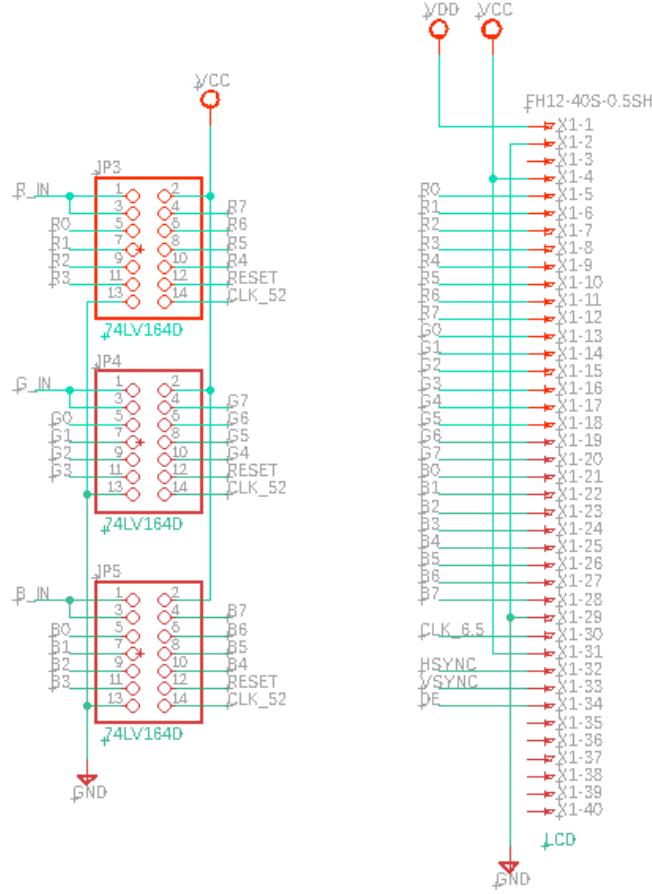 VDD VCC
VCC
FH12-40S-0.5SH
X1-1
X1-2
X1-3
X1-4
R0 X1-5
R1 X1-6
R2 X1-7
R3 X1-8
R4 X1-9
R5 X1-10
R6 X1-11
R7 X1-12
G0 X1-13
G1 X1-14
G2 X1-15
G3 X1-16
G4 X1-17
G5 X1-18
G6 X1-19
G7 X1-20
B0 X1-21
B1 X1-22
B2 X1-23
B3 X1-24
B4 X1-25
B5 X1-26
B6 X1-27
B7 X1-28
X1-29
CLK_6.5 X1-30
X1-31
HSYNC X1-32
VSYNC X1-33
DE X1-34
X1-35
X1-36
X1-37
X1-38
X1-39
X1-40
LCD
GND
JP3
R_IN 1 2
3 4 R7
R0 5 6 R6
R1 7 8 R5
R2 9 10 R4
R3 11 12 RESET
13 14 CLK_52
74LV164D
JP4
G_IN 1 2
3 4 G7
G0 5 6 G6
G1 7 8 G5
G2 9 10 G4
G3 11 12 RESET
13 14 CLK_52
74LV164D
JP5
B_IN 1 2
3 4 B7
B0 5 6 B6
B1 7 8 B5
B2 9 10 B4
B3 11 12 RESET
13 14 CLK_52
74LV164D
GND